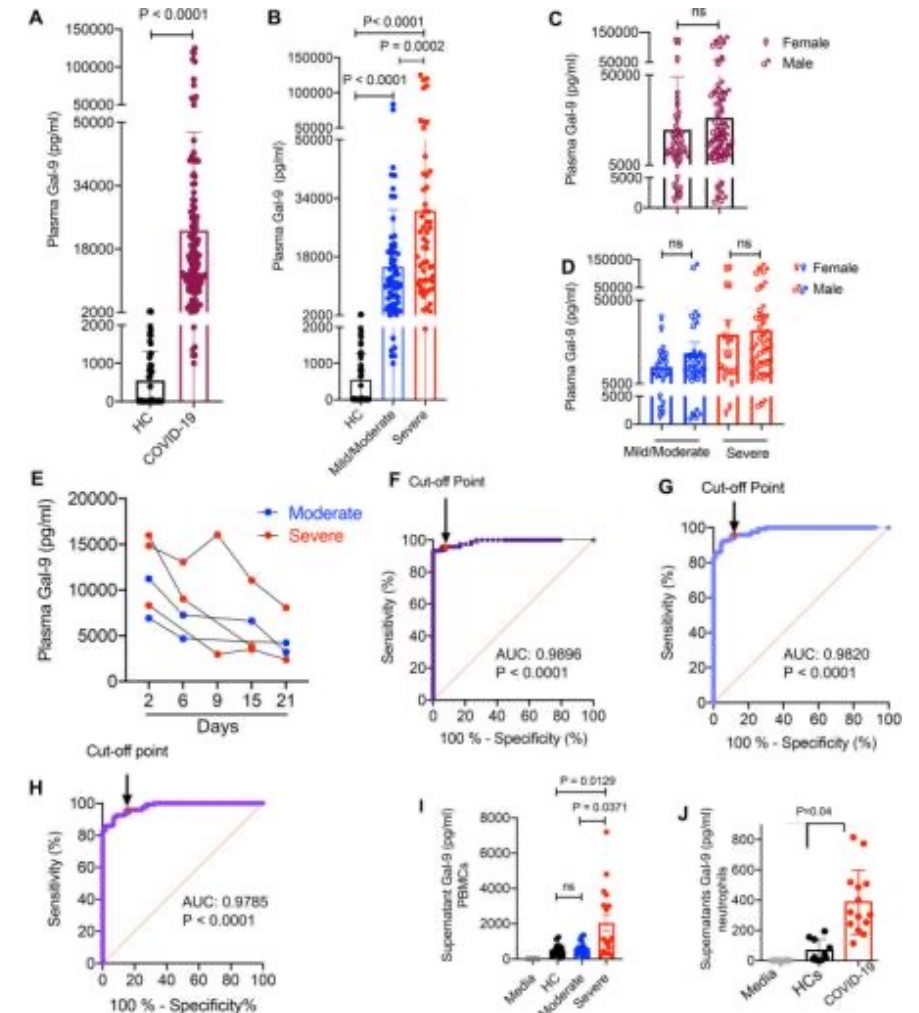 A
P < 0.0001
Plasma Gal-9 (pg/ml)
150000
100000
50000
50000
34000
18000
2000
2000
1000
0
HC
COVID-19
B
P< 0.0001
P = 0.0002
P < 0.0001
Plasma Gal-9 (pg/ml)
150000
100000
50000
50000
34000
18000
2000
2000
1000
0
HC
Mild/Moderate
Severe
C
ns
Female
Male
Plasma Gal-9 (pg/ml)
150000
50000
50000
5000
5000
0
D
ns
ns
Female
Male
Plasma Gal-9 (pg/ml)
150000
50000
50000
5000
5000
0
Mild/Moderate
Severe
E
Plasma Gal-9 (pg/ml)
20000
15000
10000
5000
0
Moderate
Severe
2 6 9 15 21
Days
F
Cut-off Point
Sensitivity (%)
100
80
60
40
20
0
AUC: 0.9896
P < 0.0001
0 20 40 60 80 100
100 % - Specificity (%)
G
Cut-off Point
Sensitivity (%)
100
80
60
40
20
0
AUC: 0.9820
P < 0.0001
0 20 40 60 80 100
100 % - Specificity (%)
H
Cut-off point
Sensitivity (%)
100
80
60
40
20
0
AUC: 0.9785
P < 0.0001
0 20 40 60 80 100
100 % - Specificity%
I
P = 0.0129
P = 0.0371
ns
Supernatant Gal-9 (pg/ml)
PBMCs
8000
6000
4000
2000
0
Media
HC
Moderate
Severe
J
P=0.04
Supernatants Gal-9 (pg/ml)
neutrophils
800
600
400
200
0
Media
HCs
COVID-19